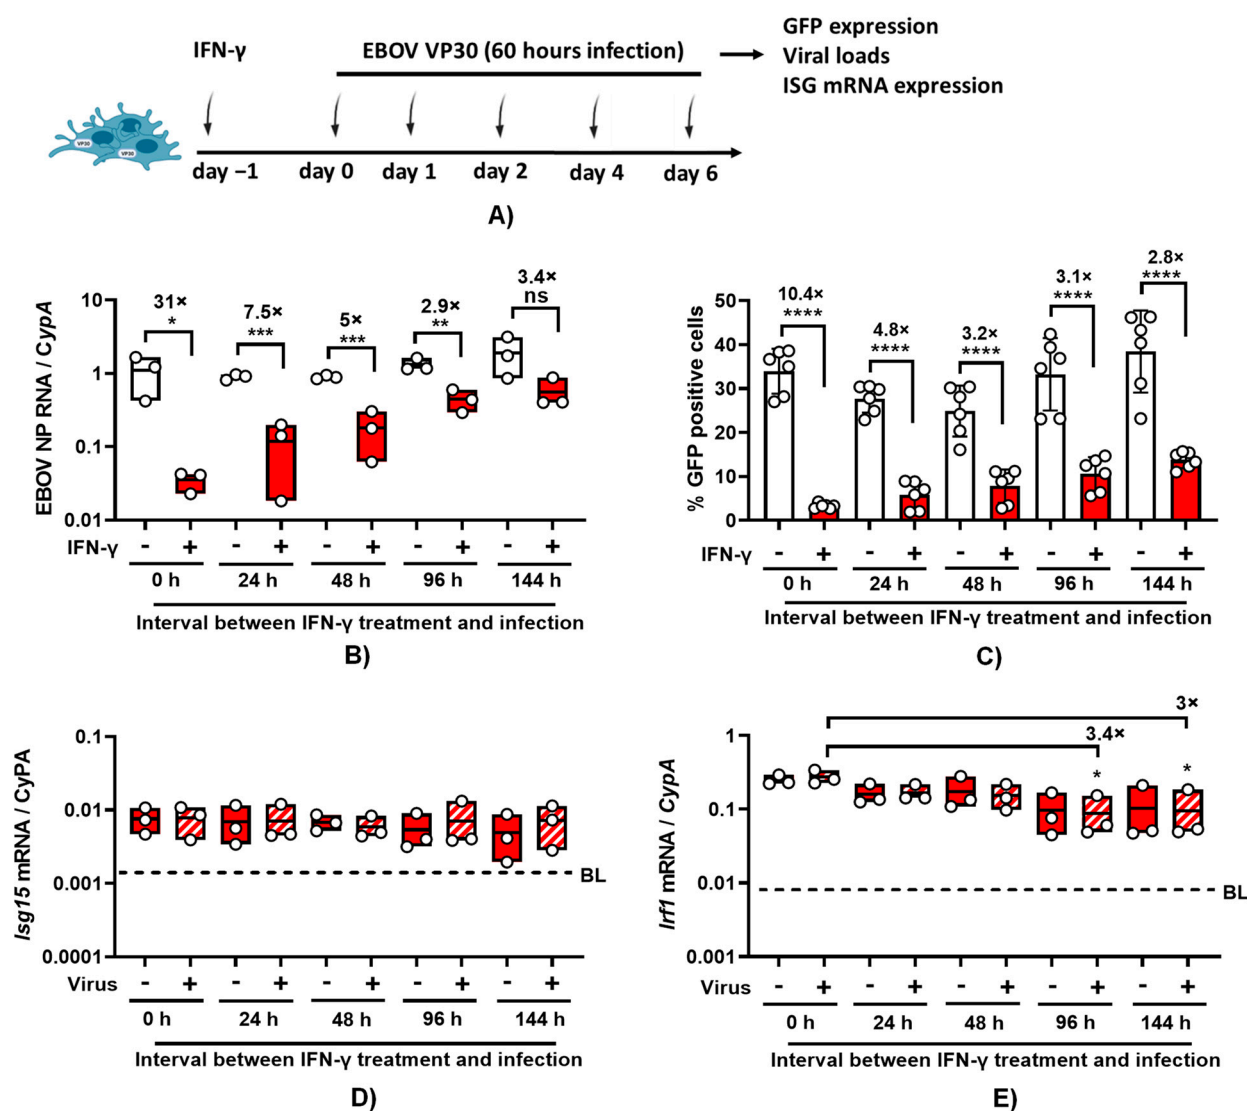 IFN-γ
EBOV VP30 (60 hours infection)
GFP expression
Viral loads
ISG mRNA expression
VP30
VP30
day −1
day 0
day 1
day 2
day 4
day 6
A)
EBOV NP RNA / CypA
10
1
0.1
0.01
31×
*
7.5×
***
5×
***
2.9×
**
3.4×
ns
IFN-γ
- + - + - + - + - +
0 h 24 h 48 h 96 h 144 h
Interval between IFN-γ treatment and infection
B)
% GFP positive cells
50
40
30
20
10
0
10.4×
****
4.8×
****
3.2×
****
3.1×
****
2.8×
****
IFN-γ
- + - + - + - + - +
0 h 24 h 48 h 96 h 144 h
Interval between IFN-γ treatment and infection
C)
Isg15 mRNA / CyPA
0.1
0.01
0.001
0.0001
BL
Virus
- + - + - + - + - +
0 h 24 h 48 h 96 h 144 h
Interval between IFN-γ treatment and infection
D)
Irf1 mRNA / CypA
1
0.1
0.01
0.001
3×
3.4×
*
*
BL
Virus
- + - + - + - + - +
0 h 24 h 48 h 96 h 144 h
Interval between IFN-γ treatment and infection
E)